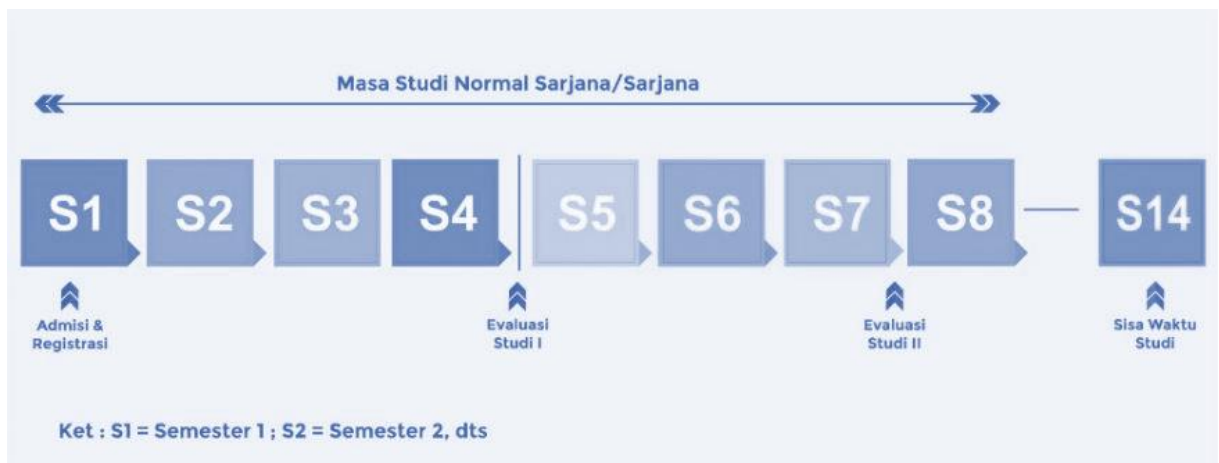 Masa Studi Normal Sarjana/Sarjana
S1 S2 S3 S4 S5 S6 S7 S8 S14
Admisi &
Registrasi
Evaluasi
Studi I
Evaluasi
Studi II
Sisa Waktu
Studi
Ket : S1 = Semester 1 ; S2 = Semester 2, dts